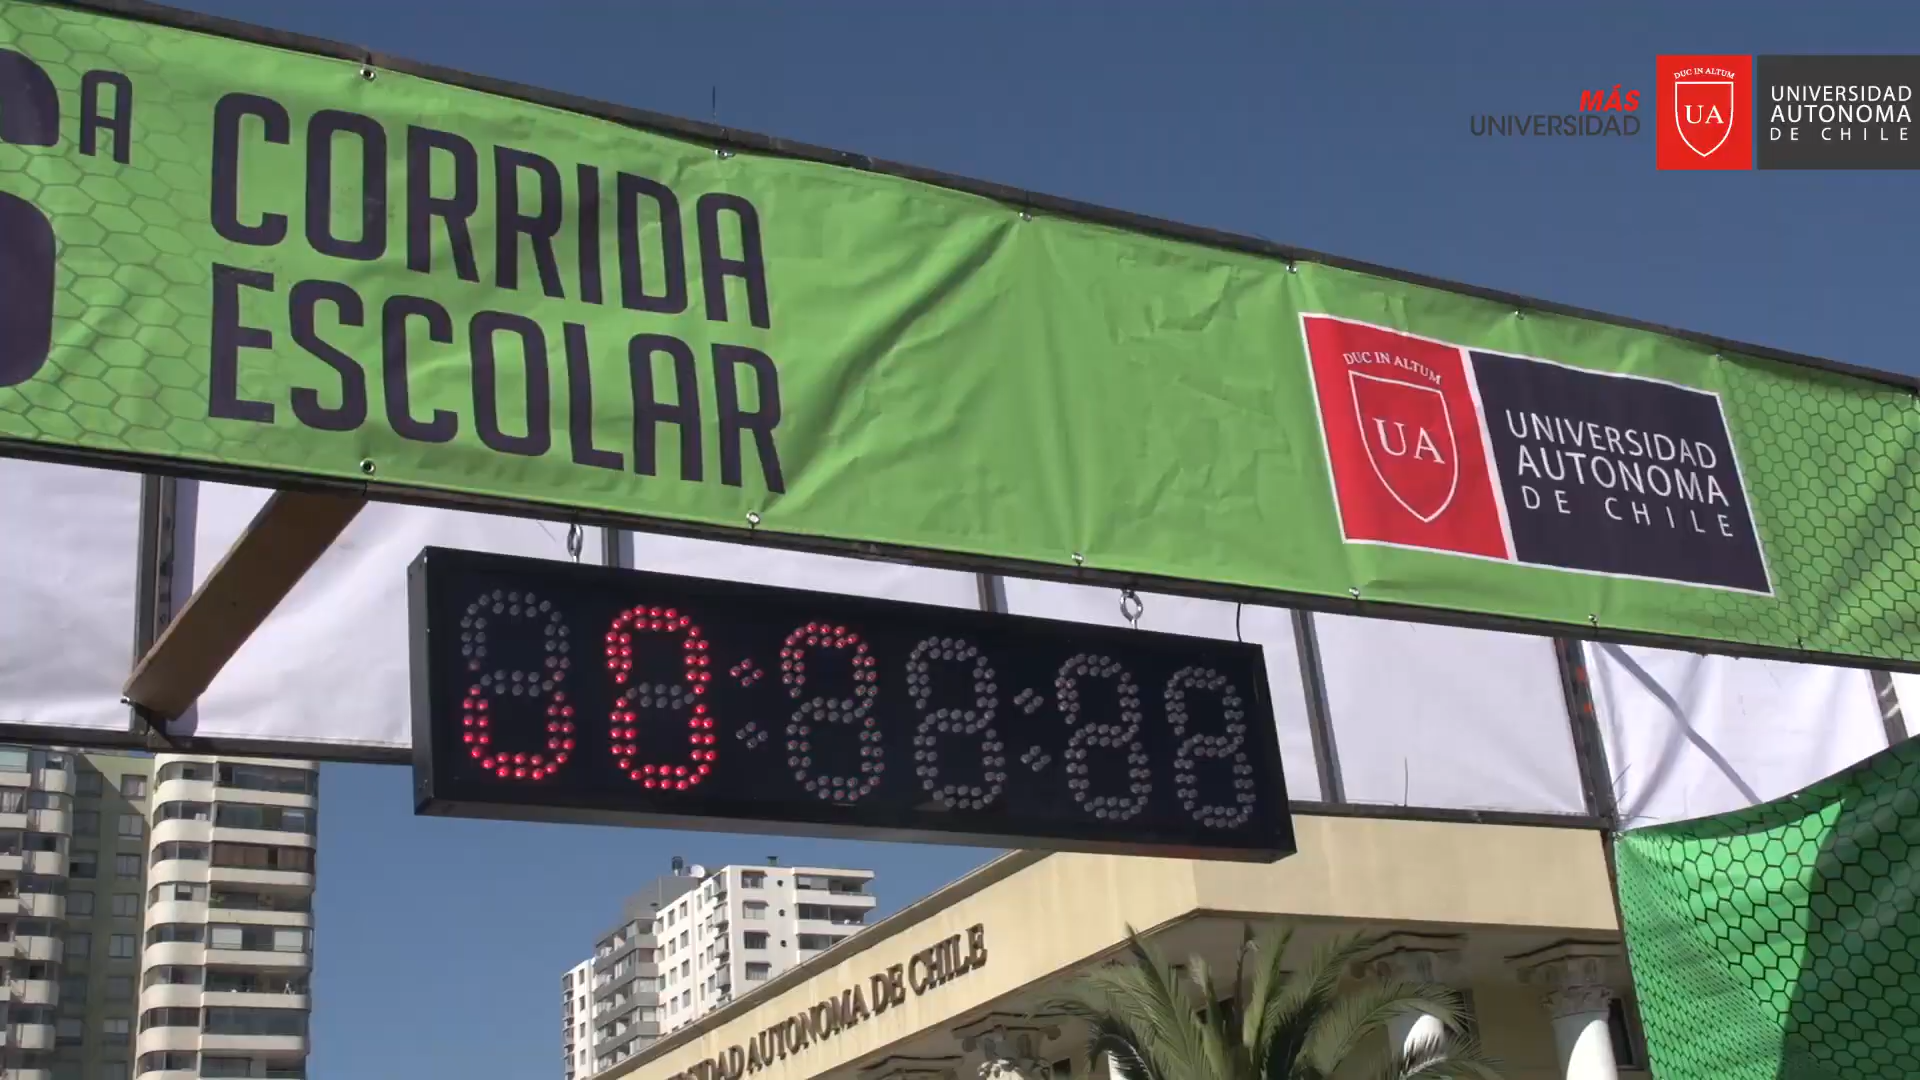 MÁS
UNIVERSIDAD
DUC IN ALTUM
UA
UNIVERSIDAD
AUTONOMA
DE CHILE
A CORRIDA
ESCOLAR
DUC IN ALTUM
UA
UNIVERSIDAD
AUTONOMA
DE CHILE
AUTONOMA DE CHILE